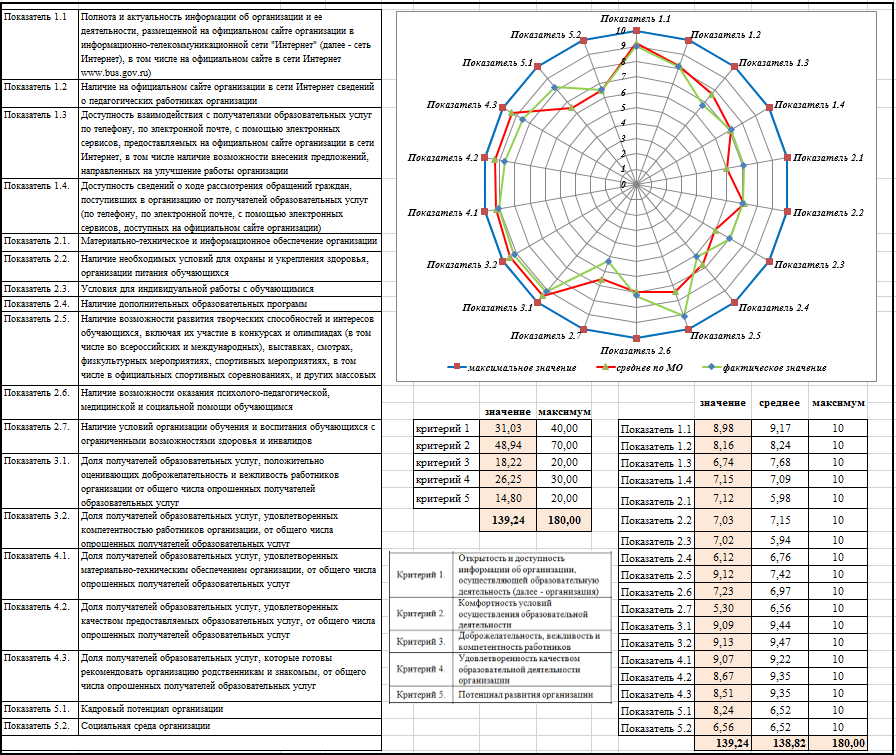 Показатель 1.1
Полнота и актуальность информации об организации и ее
деятельности, размещенной на официальном сайте организации в
информационно-телекоммуникационной сети "Интернет" (далее - сеть
Интернет), в том числе на официальном сайте в сети Интернет
www.bus.gov.ru)
Показатель 1.2
Наличие на официальном сайте организации в сети Интернет сведений
о педагогических работниках организации
Показатель 1.3
Доступность взаимодействия с получателями образовательных услуг
по телефону, по электронной почте, с помощью электронных
сервисов, предоставляемых на официальном сайте организации в сети
Интернет, в том числе наличие возможности внесения предложений,
направленных на улучшение работы организации
Показатель 1.4.
Доступность сведений о ходе рассмотрения обращений граждан,
поступивших в организацию от получателей образовательных услуг
(по телефону, по электронной почте, с помощью электронных
сервисов, доступных на официальном сайте организации)
Показатель 2.1.
Материально-техническое и информационное обеспечение организации
Показатель 2.2.
Наличие необходимых условий для охраны и укрепления здоровья,
организации питания обучающихся
Показатель 2.3.
Условия для индивидуальной работы с обучающимися
Показатель 2.4.
Наличие дополнительных образовательных программ
Показатель 2.5.
Наличие возможности развития творческих способностей и интересов
обучающихся, включая их участие в конкурсах и олимпиадах (в том
числе во всероссийских и международных), выставках, смотрах,
физкультурных мероприятиях, спортивных мероприятиях, в том
числе в официальных спортивных соревнованиях, и других массовых
Показатель 2.6.
Наличие возможности оказания психолого-педагогической,
медицинской и социальной помощи обучающимся
Показатель 2.7.
Наличие условий организации обучения и воспитания обучающихся с
ограниченными возможностями здоровья и инвалидов
Показатель 3.1.
Доля получателей образовательных услуг, положительно
оценивающих доброжелательность и вежливость работников
организации от общего числа опрошенных получателей
образовательных услуг
Показатель 3.2.
Доля получателей образовательных услуг, удовлетворенных
компетентностью работников организации, от общего числа
опрошенных получателей образовательных услуг
Показатель 4.1.
Доля получателей образовательных услуг, удовлетворенных
материально-техническим обеспечением организации, от общего числа
опрошенных получателей образовательных услуг
Показатель 4.2.
Доля получателей образовательных услуг, удовлетворенных
качеством предоставляемых образовательных услуг, от общего числа
опрошенных получателей образовательных услуг
Показатель 4.3.
Доля получателей образовательных услуг, которые готовы
рекомендовать организацию родственникам и знакомым, от общего
числа опрошенных получателей образовательных услуг
Показатель 5.1.
Кадровый потенциал организации
Показатель 5.2.
Социальная среда организации
Показатель 1.1
Показатель 1.2
Показатель 1.3
Показатель 1.4
Показатель 2.1
Показатель 2.2
Показатель 2.3
Показатель 2.4
Показатель 2.5
Показатель 2.6
Показатель 2.7
Показатель 3.1
Показатель 3.2
Показатель 4.1
Показатель 4.2
Показатель 4.3
Показатель 5.1
Показатель 5.2
10
9
8
7
6
5
4
3
2
1
0
максимальное значение среднее по МО фактическое значение
значение максимум
критерий 1 31,03 40,00
критерий 2 48,94 70,00
критерий 3 18,22 20,00
критерий 4 26,25 30,00
критерий 5 14,80 20,00
139,24 180,00
Критерий 1.
Открытость и доступность
информации об организации,
осуществляющей образовательную
деятельность (далее - организация)
Критерий 2.
Комфортность условий
осуществления образовательной
деятельности
Критерий 3.
Доброжелательность, вежливость и
компетентность работников
Критерий 4.
Удовлетворенность качеством
образовательной деятельности
организации
Критерий 5.
Потенциал развития организации
значение среднее максимум
Показатель 1.1 8,98 9,17 10
Показатель 1.2 8,16 8,24 10
Показатель 1.3 6,74 7,68 10
Показатель 1.4 7,15 7,09 10
Показатель 2.1 7,12 5,98 10
Показатель 2.2 7,03 7,15 10
Показатель 2.3 7,02 5,94 10
Показатель 2.4 6,12 6,76 10
Показатель 2.5 9,12 7,42 10
Показатель 2.6 7,23 6,97 10
Показатель 2.7 5,30 6,56 10
Показатель 3.1 9,09 9,44 10
Показатель 3.2 9,13 9,47 10
Показатель 4.1 9,07 9,22 10
Показатель 4.2 8,67 9,35 10
Показатель 4.3 8,51 9,35 10
Показатель 5.1 8,24 6,52 10
Показатель 5.2 6,56 6,52 10
139,24 138,82 180,00